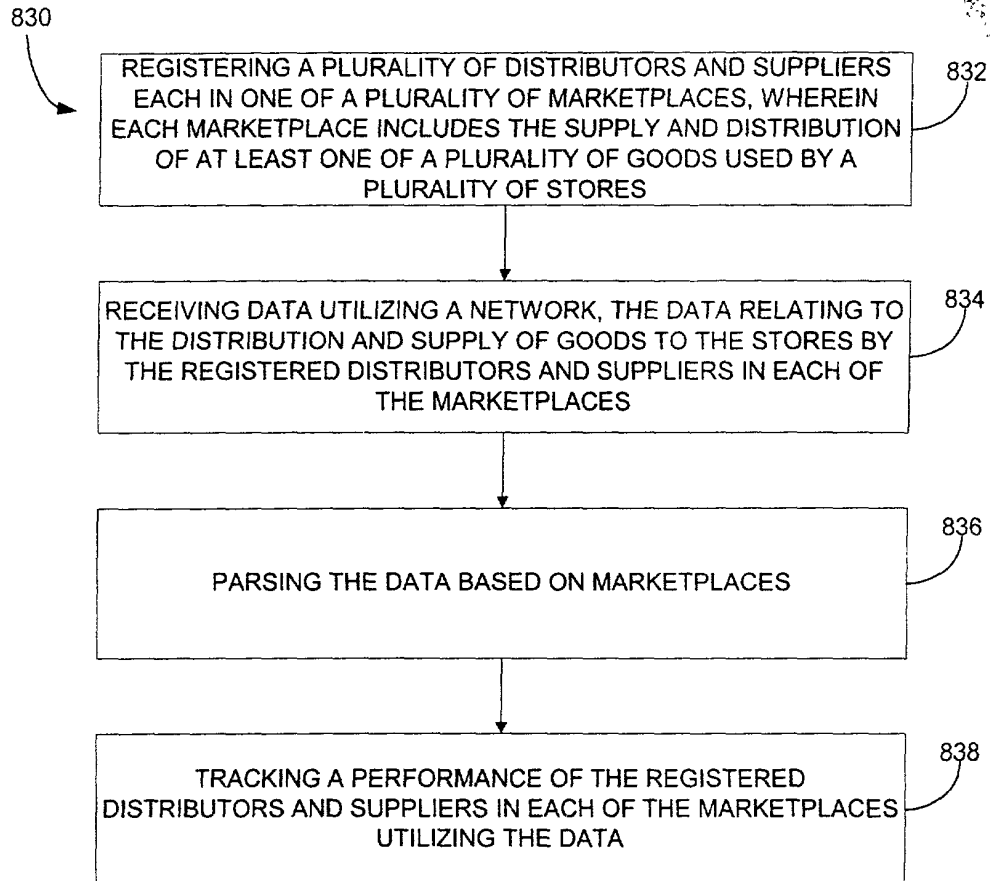 830
REGISTERING A PLURALITY OF DISTRIBUTORS AND SUPPLIERS
EACH IN ONE OF A PLURALITY OF MARKETPLACES, WHEREIN
EACH MARKETPLACE INCLUDES THE SUPPLY AND DISTRIBUTION
OF AT LEAST ONE OF A PLURALITY OF GOODS USED BY A
PLURALITY OF STORES
832
RECEIVING DATA UTILIZING A NETWORK, THE DATA RELATING TO
THE DISTRIBUTION AND SUPPLY OF GOODS TO THE STORES BY
THE REGISTERED DISTRIBUTORS AND SUPPLIERS IN EACH OF
THE MARKETPLACES
834
PARSING THE DATA BASED ON MARKETPLACES
836
TRACKING A PERFORMANCE OF THE REGISTERED
DISTRIBUTORS AND SUPPLIERS IN EACH OF THE MARKETPLACES
UTILIZING THE DATA
838